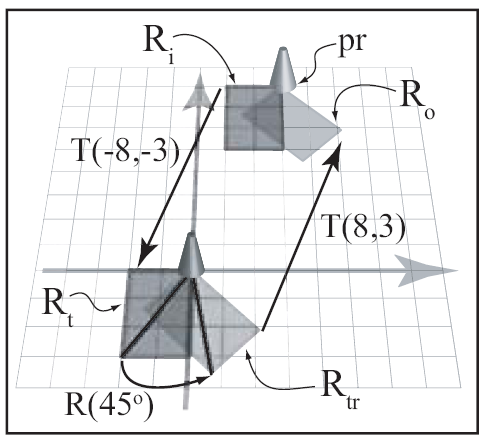 R_i
pr
R_o
T(-8,-3)
T(8,3)
R_t
R_tr
R(45°)